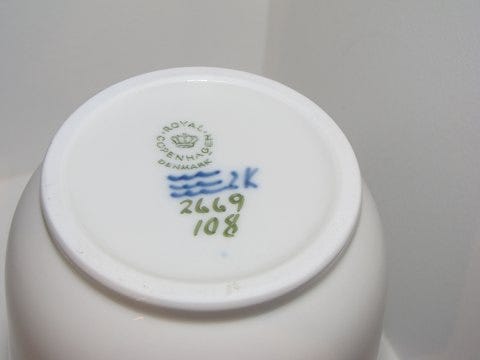 ROYAL
COPENHAGEN
DENMARK
2K
2669
108